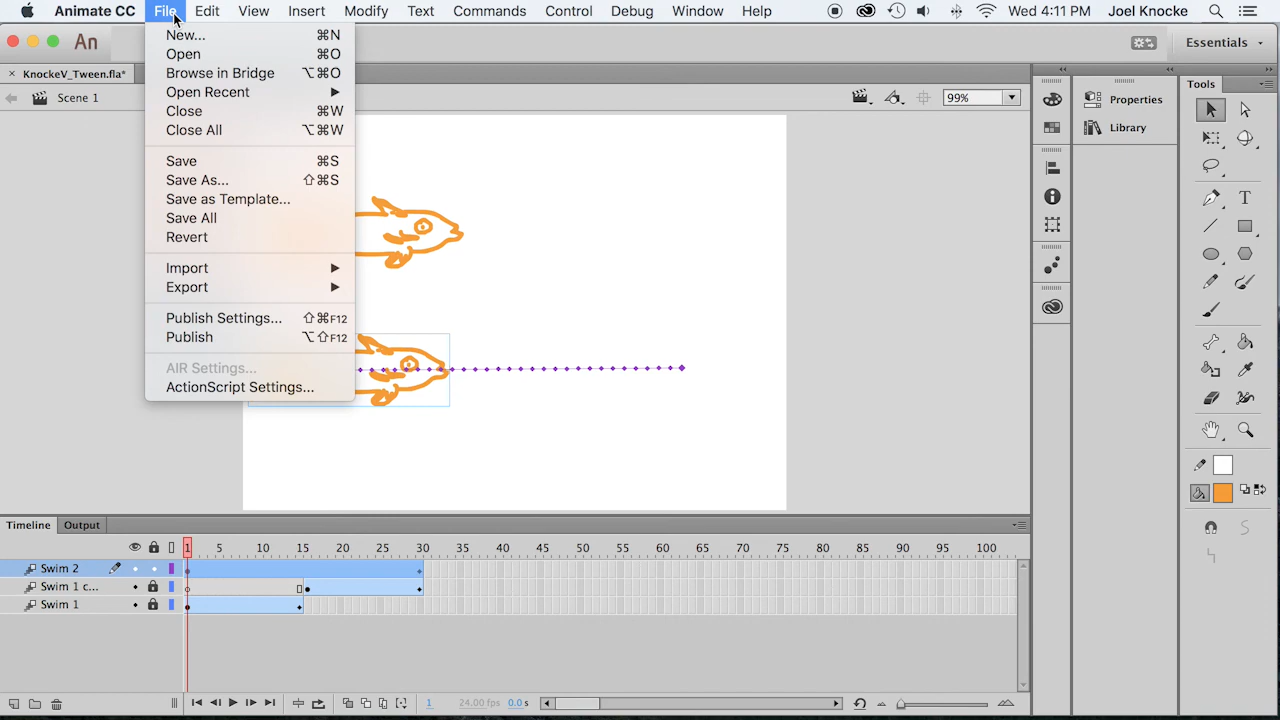 Animate CC File Edit View Insert Modify Text Commands Control Debug Window Help Wed 4:11 PM Joel Knocke
An Essentials
× KnockeV_Tween.fla*
Scene 1 99%
New... ⌘N
Open ⌘O
Browse in Bridge ⌥⌘O
Open Recent
Close ⌘W
Close All ⌥⌘W
Save ⌘S
Save As... ⇧⌘S
Save as Template...
Save All
Revert
Import
Export
Publish Settings... ⇧⌘F12
Publish ⌥⇧F12
AIR Settings...
ActionScript Settings...
Properties
Library
Tools
T
Timeline Output
1 5 10 15 20 25 30 35 40 45 50 55 60 65 70 75 80 85 90 95 100
Swim 2
Swim 1 c...
Swim 1
1 24.00 fps 0.0 s